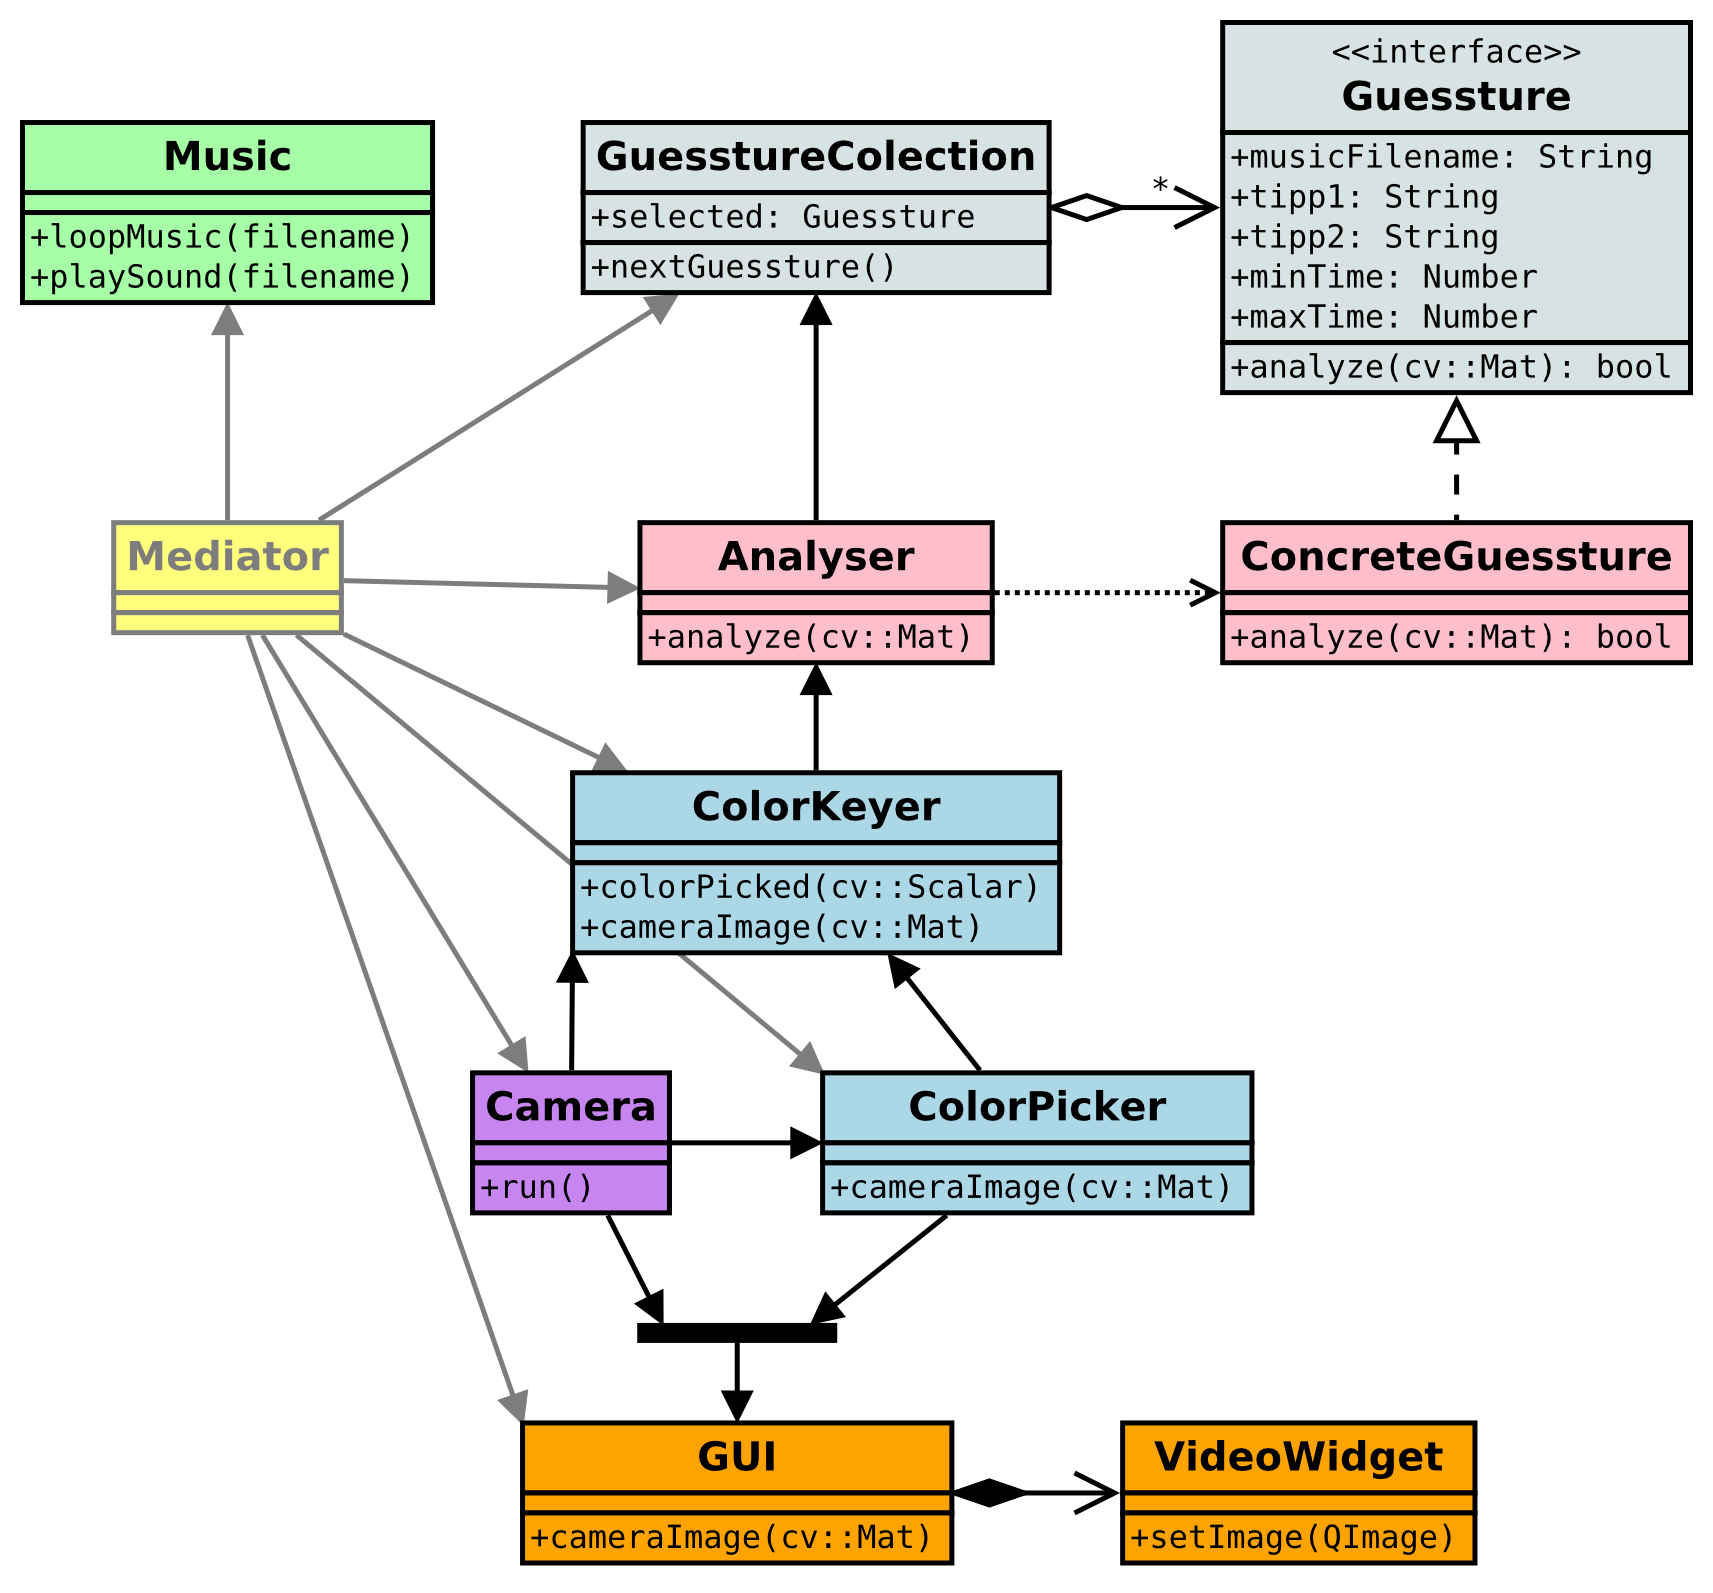 <<interface>>
Guessture
+musicFilename: String
+tipp1: String
+tipp2: String
+minTime: Number
+maxTime: Number
+analyze(cv::Mat): bool
Music
+loopMusic(filename)
+playSound(filename)
GuesstureColection
+selected: Guessture
+nextGuessture()
*
Mediator
Analyser
+analyze(cv::Mat)
ConcreteGuessture
+analyze(cv::Mat): bool
ColorKeyer
+colorPicked(cv::Scalar)
+cameraImage(cv::Mat)
Camera
+run()
ColorPicker
+cameraImage(cv::Mat)
GUI
+cameraImage(cv::Mat)
VideoWidget
+setImage(QImage)